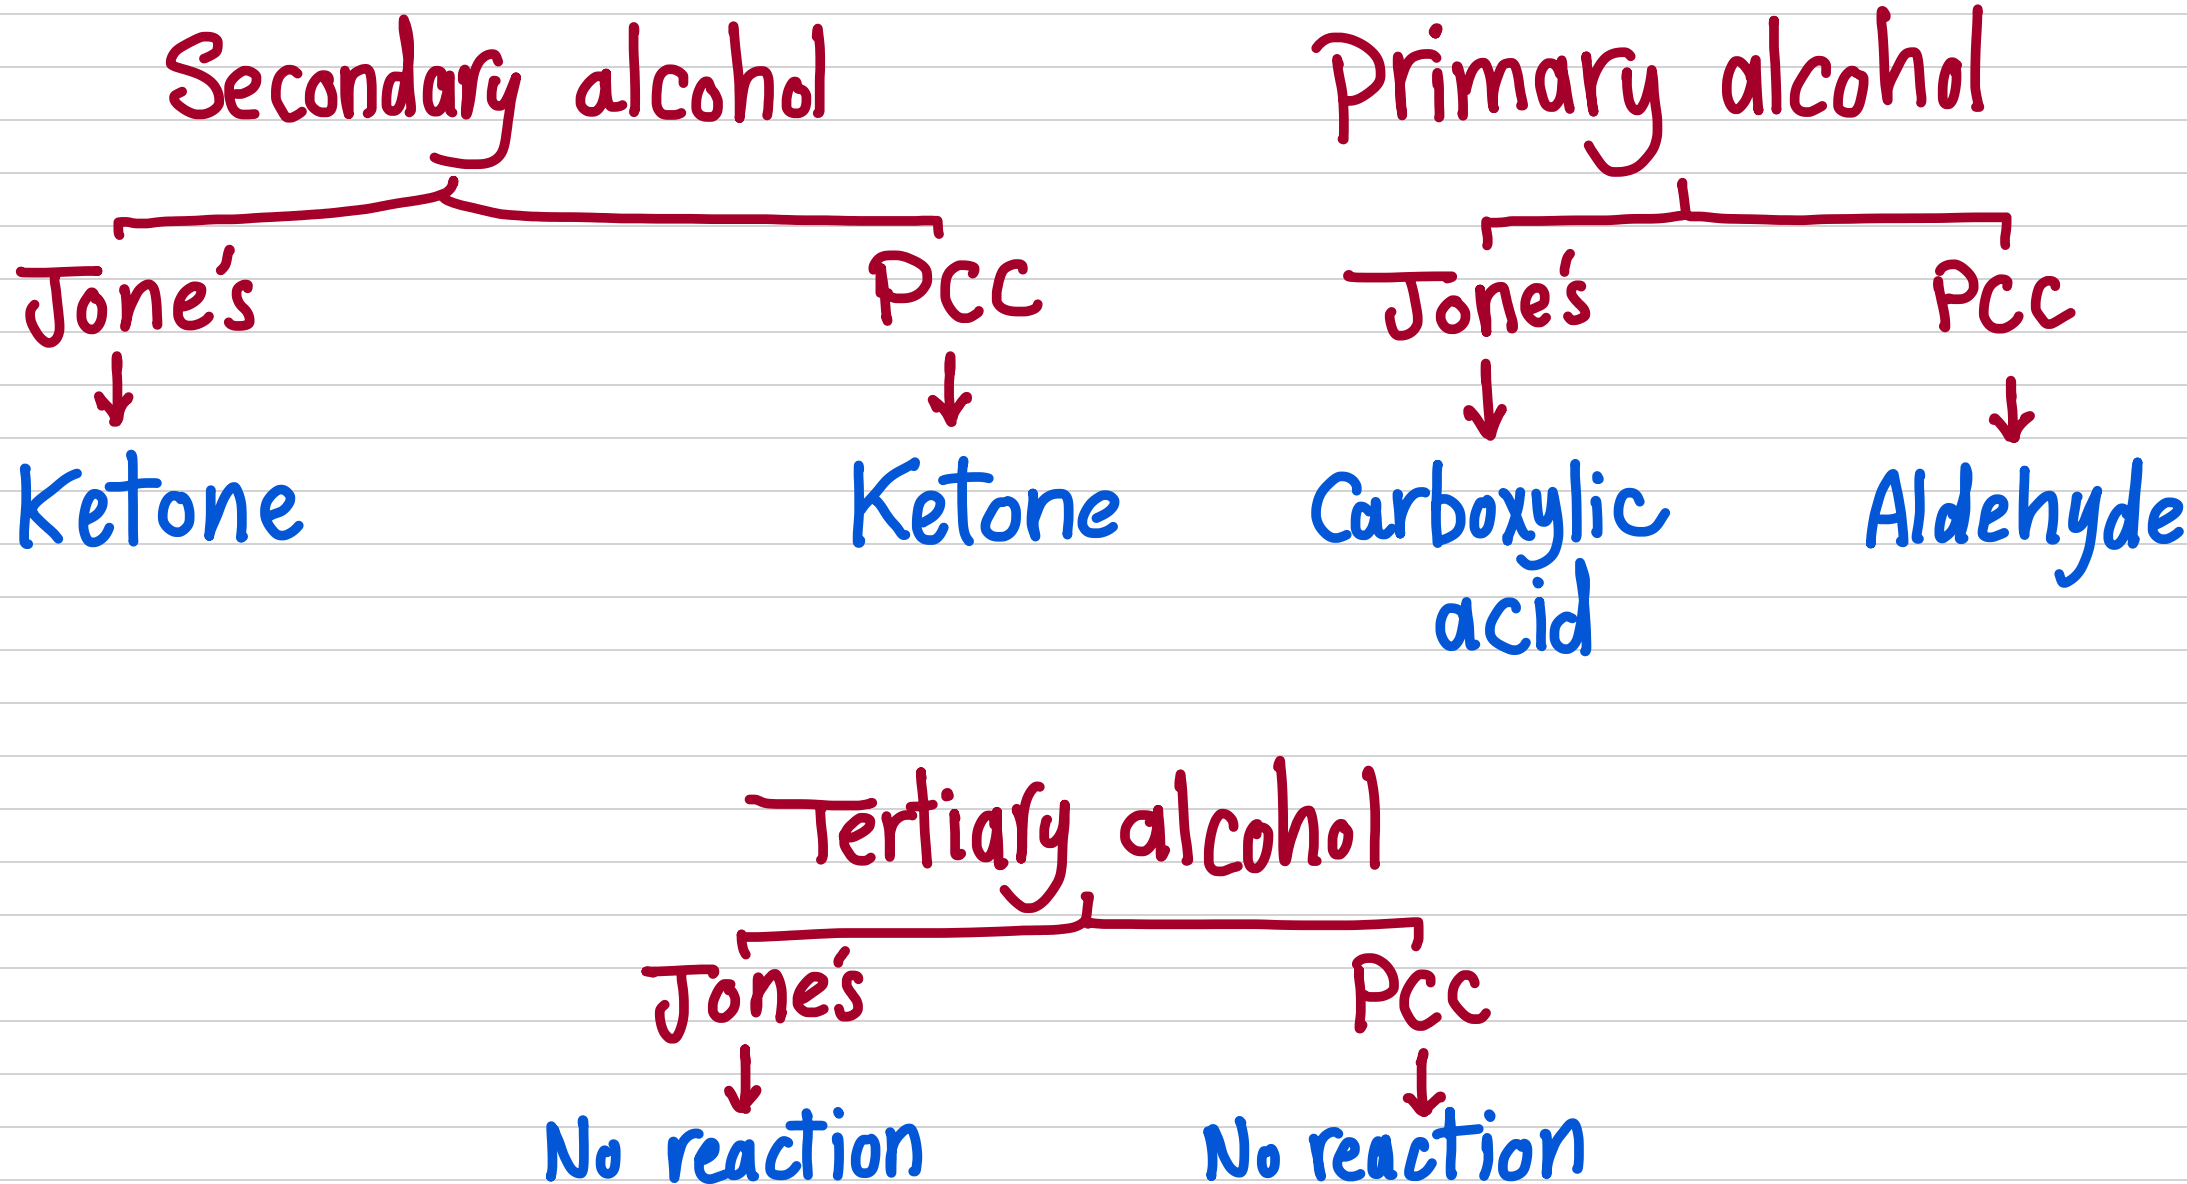 Secondary alcohol
Jone's PCC
Ketone Ketone
Primary alcohol
Jone's PCC
Carboxylic Aldehyde
acid
Tertiary alcohol
Jone's PCC
No reaction No reaction